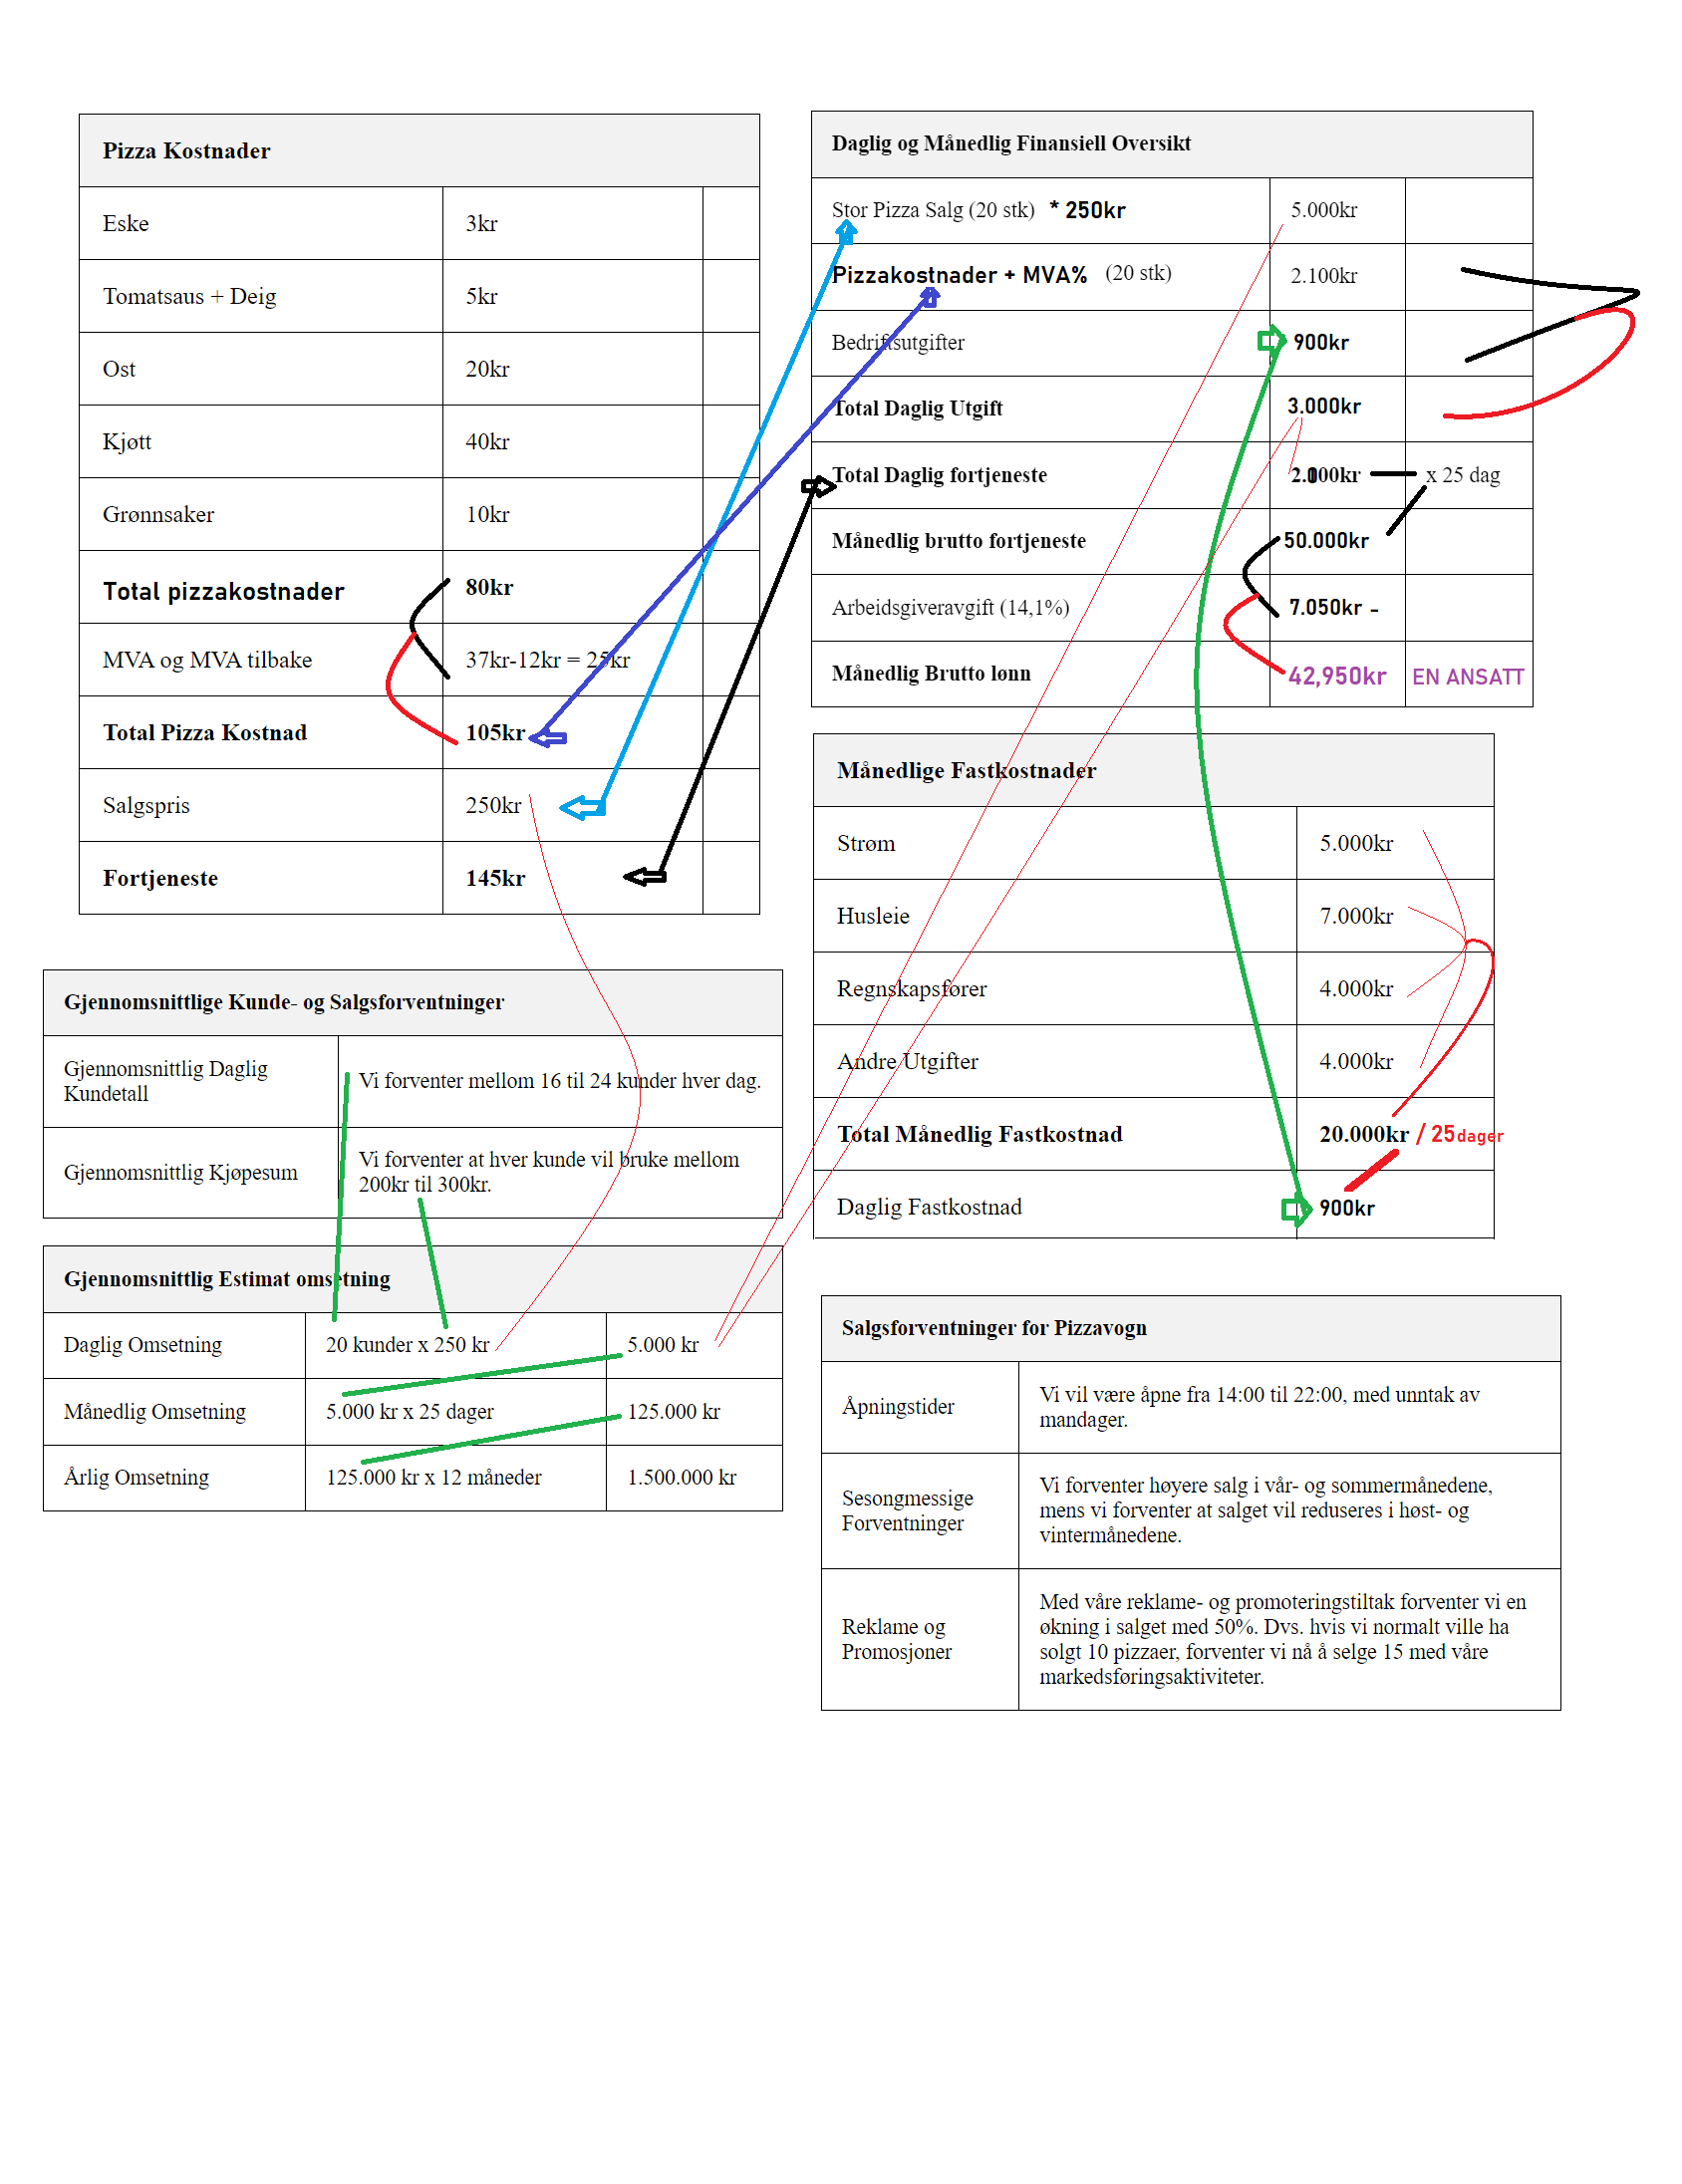 Pizza Kostnader
Eske 3kr
Tomatsaus + Deig 5kr
Ost 20kr
Kjøtt 40kr
Grønnsaker 10kr
Total pizzakostnader 80kr
MVA og MVA tilbake 37kr-12kr = 25kr
Total Pizza Kostnad 105kr
Salgspris 250kr
Fortjeneste 145kr
Gjennomsnittlige Kunde- og Salgsforventninger
Gjennomsnittlig Daglig
Kundetall
Vi forventer mellom 16 til 24 kunder hver dag.
Gjennomsnittlig Kjøpesum
Vi forventer at hver kunde vil bruke mellom
200kr til 300kr.
Gjennomsnittlig Estimat omsetning
Daglig Omsetning 20 kunder x 250 kr 5.000 kr
Månedlig Omsetning 5.000 kr x 25 dager 125.000 kr
Årlig Omsetning 125.000 kr x 12 måneder 1.500.000 kr
Daglig og Månedlig Finansiell Oversikt
Stor Pizza Salg (20 stk) * 250kr 5.000kr
Pizzakostnader + MVA% (20 stk) 2.100kr
Bedriftsutgifter 900kr
Total Daglig Utgift 3.000kr
Total Daglig fortjeneste 2.000kr x 25 dag
Månedlig brutto fortjeneste 50.000kr
Arbeidsgiveravgift (14,1%) 7.050kr -
Månedlig Brutto lønn 42,950kr EN ANSATT
Månedlige Fastkostnader
Strøm 5.000kr
Husleie 7.000kr
Regnskapsfører 4.000kr
Andre Utgifter 4.000kr
Total Månedlig Fastkostnad 20.000kr / 25 dager
Daglig Fastkostnad 900kr
Salgsforventninger for Pizzavogn
Åpningstider
Vi vil være åpne fra 14:00 til 22:00, med unntak av
mandager.
Sesongmessige
Forventninger
Vi forventer høyere salg i vår- og sommermånedene,
mens vi forventer at salget vil reduseres i høst- og
vintermånedene.
Reklame og
Promosjoner
Med våre reklame- og promoteringstiltak forventer vi en
økning i salget med 50%. Dvs. hvis vi normalt ville ha
solgt 10 pizzaer, forventer vi nå å selge 15 med våre
markedsføringsaktiviteter.